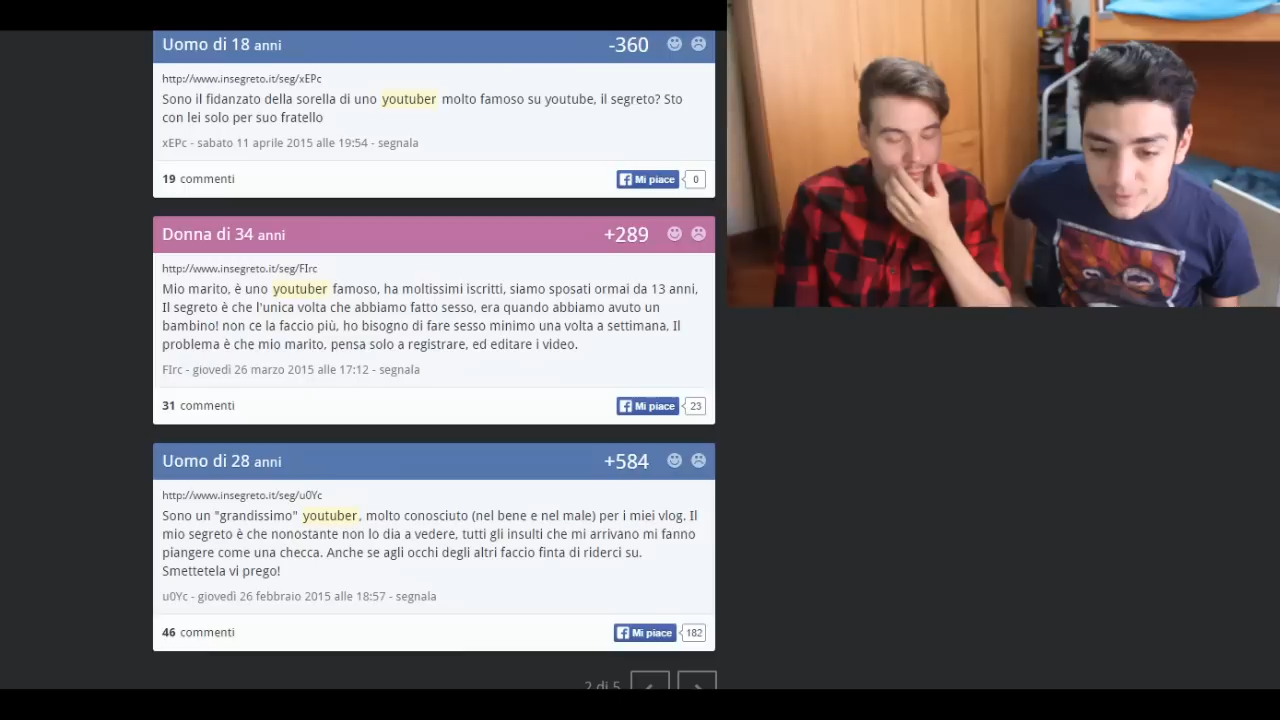 Uomo di 18 anni
-360
http://www.insegreto.it/seg/xEPc
Sono il fidanzato della sorella di uno youtuber molto famoso su youtube, il segreto? Sto
con lei solo per suo fratello
xEPc - sabato 11 aprile 2015 alle 19:54 - segnala
19 commenti
Mi piace
0
Donna di 34 anni
+289
http://www.insegreto.it/seg/FIrc
Mio marito, è uno youtuber famoso, ha moltissimi iscritti, siamo sposati ormai da 13 anni,
Il segreto è che l'unica volta che abbiamo fatto sesso, era quando abbiamo avuto un
bambino! non ce la faccio più, ho bisogno di fare sesso minimo una volta a settimana, Il
problema è che mio marito, pensa solo a registrare, ed editare i video.
FIrc - giovedì 26 marzo 2015 alle 17:12 - segnala
31 commenti
Mi piace
23
Uomo di 28 anni
+584
http://www.insegreto.it/seg/u0Yc
Sono un "grandissimo" youtuber, molto conosciuto (nel bene e nel male) per i miei vlog. Il
mio segreto è che nonostante non lo dia a vedere, tutti gli insulti che mi arrivano mi fanno
piangere come una checca. Anche se agli occhi degli altri faccio finta di riderci su.
Smettetela vi prego!
u0Yc - giovedì 26 febbraio 2015 alle 18:57 - segnala
46 commenti
Mi piace
182
2 di 5